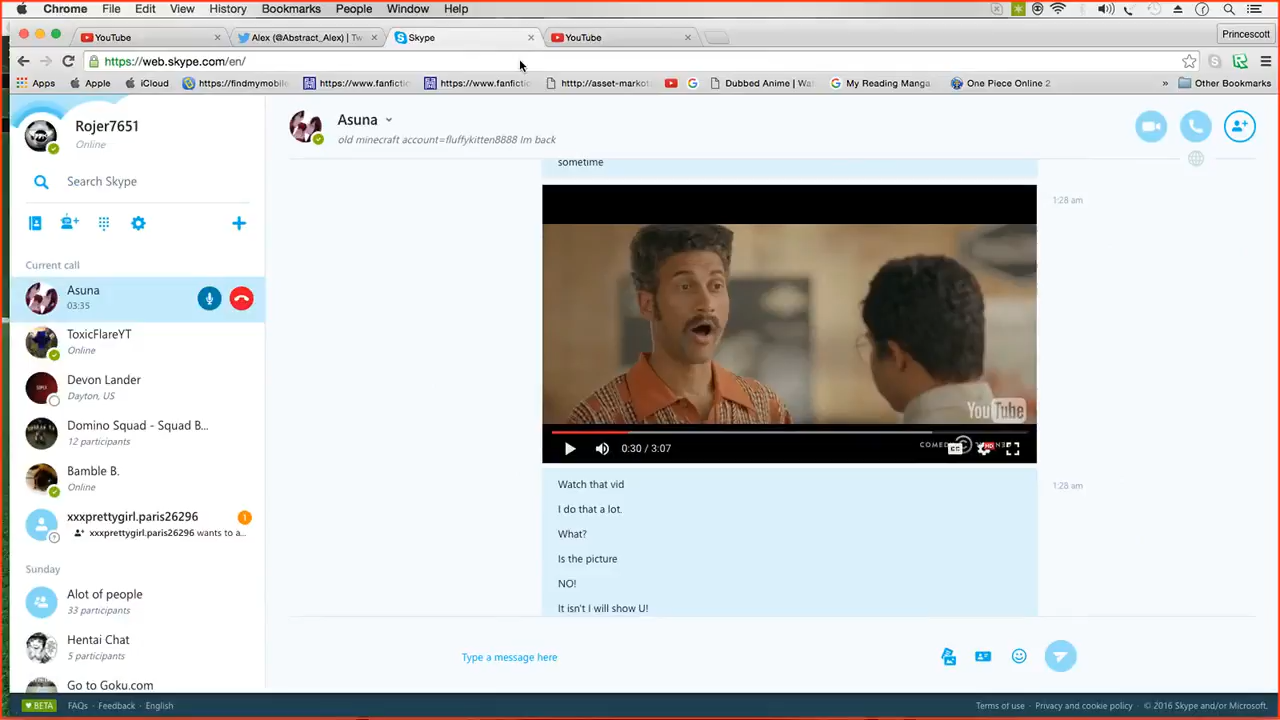 Chrome File Edit View History Bookmarks People Window Help
YouTube
Alex (@Abstract_Alex) | Tw
Skype
YouTube
Princescott
https://web.skype.com/en/
Apps
Apple
iCloud
https://findmymobile
https://www.fanfictic
https://www.fanfictic
htttp://asset-markot
Dubbed Anime | Wat
My Reading Manga
One Piece Online 2
»
Other Bookmarks
Rojer7651
Online
Search Skype
Current call
Asuna
03:35
ToxicFlareYT
Online
Devon Lander
Dayton, US
Domino Squad - Squad B...
12 participants
Bamble B.
Online
xxxprettygirl.paris26296
1
xxxprettygirl.paris26296 wants to a...
Sunday
Alot of people
33 participants
Hentai Chat
5 participants
Go to Goku.com
Asuna
old minecraft account=fluffykitten8888 Im back
sometime
1:28 am
YouTube
0:30 / 3:07
HD
Watch that vid
1:28 am
I do that a lot.
What?
Is the picture
NO!
It isn't I will show U!
Type a message here
BETA FAQs Feedback English
Terms of use Privacy and cookie policy © 2016 Skype and/or Microsoft.